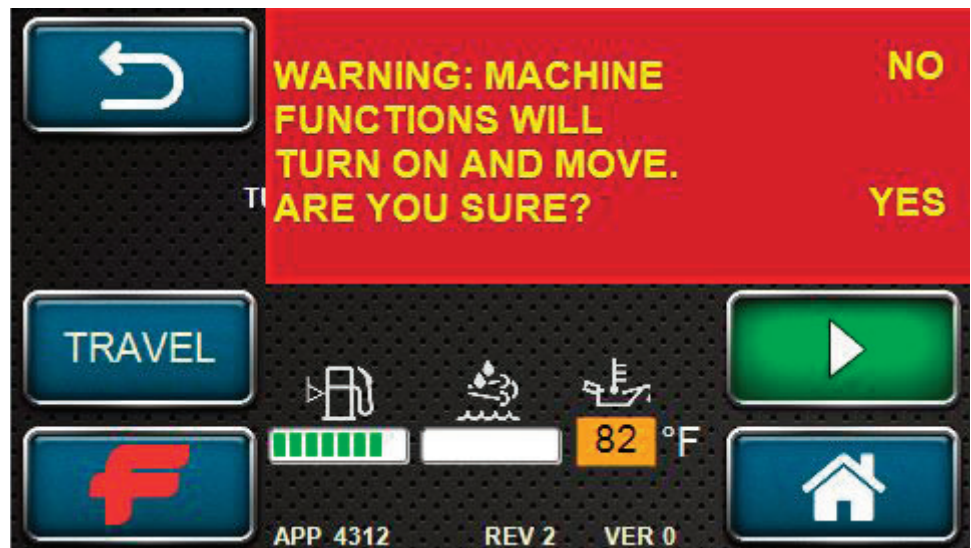 WARNING: MACHINE
FUNCTIONS WILL
TURN ON AND MOVE.
ARE YOU SURE?
NO
YES
TRAVEL
82 °F
APP 4312 REV 2 VER 0